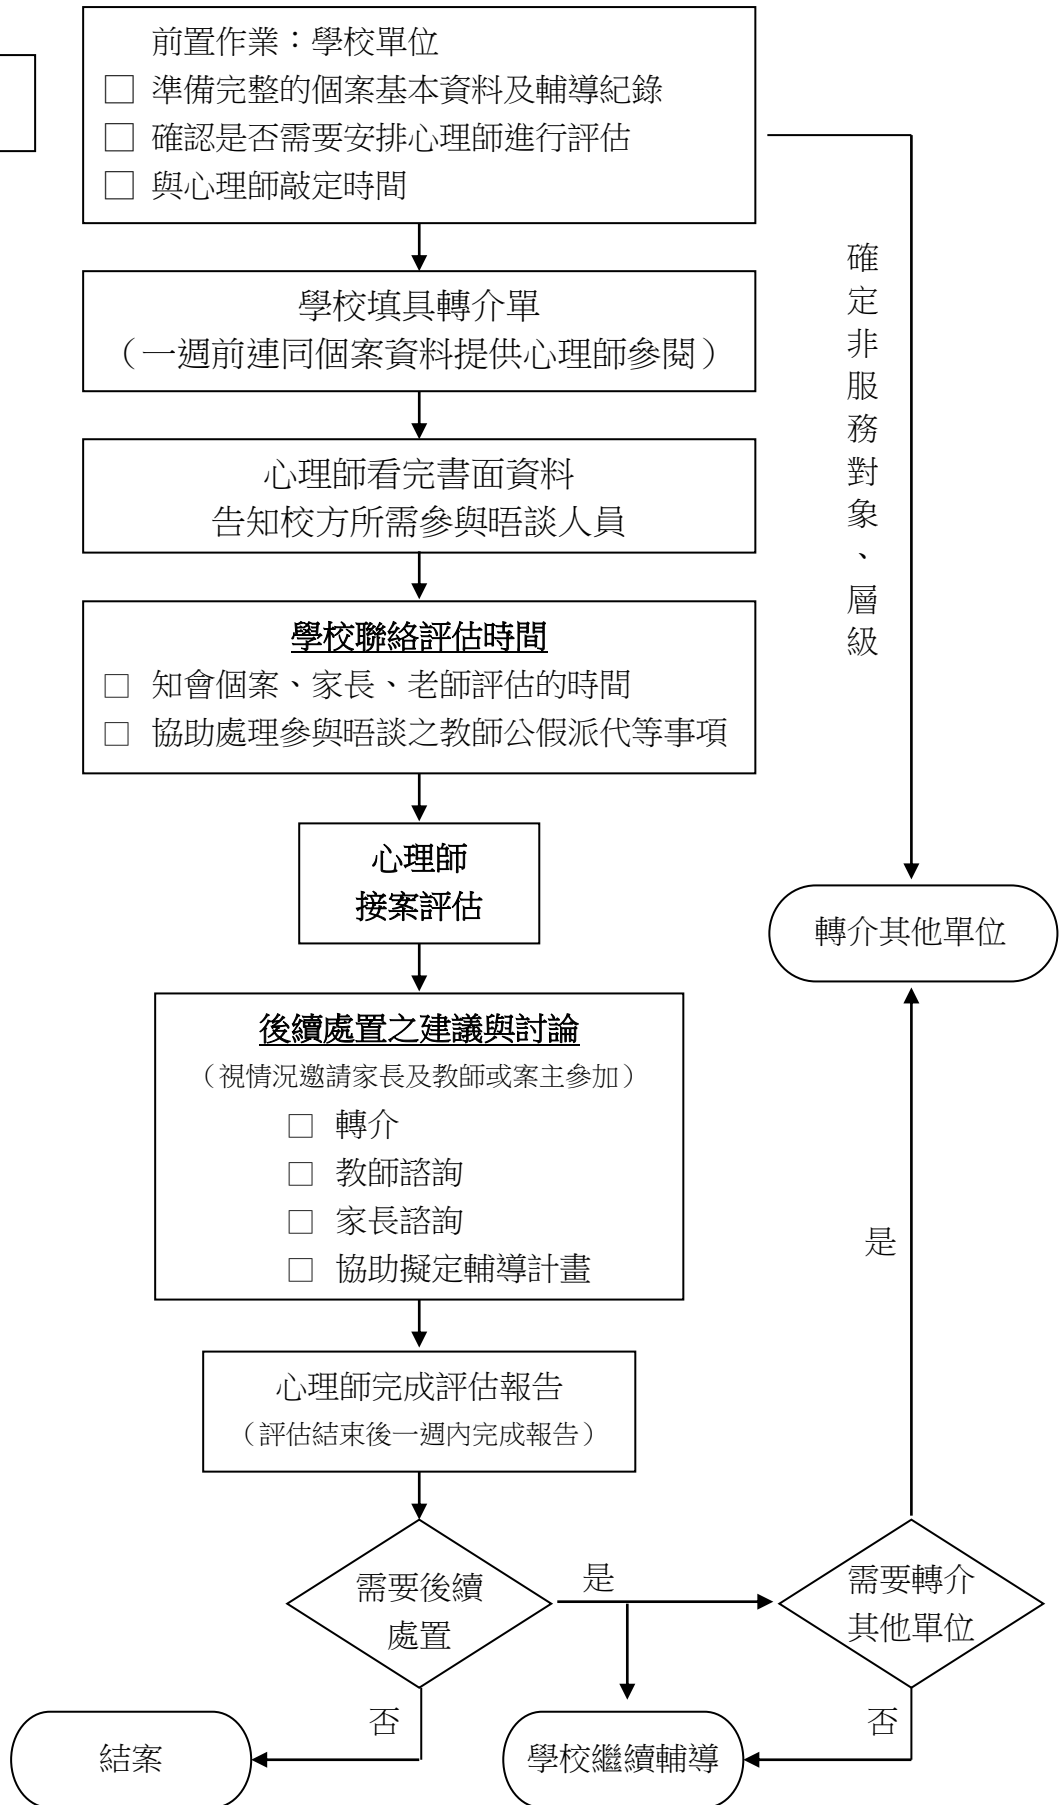 前置作業：學校單位
□ 準備完整的個案基本資料及輔導紀錄
□ 確認是否需要安排心理師進行評估
□ 與心理師敲定時間
學校填具轉介單
（一週前連同個案資料提供心理師參閱）
確定非服務對象、層級
心理師看完書面資料
告知校方所需參與晤談人員
學校聯絡評估時間
□ 知會個案、家長、老師評估的時間
□ 協助處理參與晤談之教師公假派代等事項
心理師
接案評估
轉介其他單位
後續處置之建議與討論
（視情況邀請家長及教師或案主參加）
□ 轉介
□ 教師諮詢
□ 家長諮詢
□ 協助擬定輔導計畫
是
心理師完成評估報告
（評估結束後一週內完成報告）
需要後續
處置
是
需要轉介
其他單位
否
否
結案
學校繼續輔導